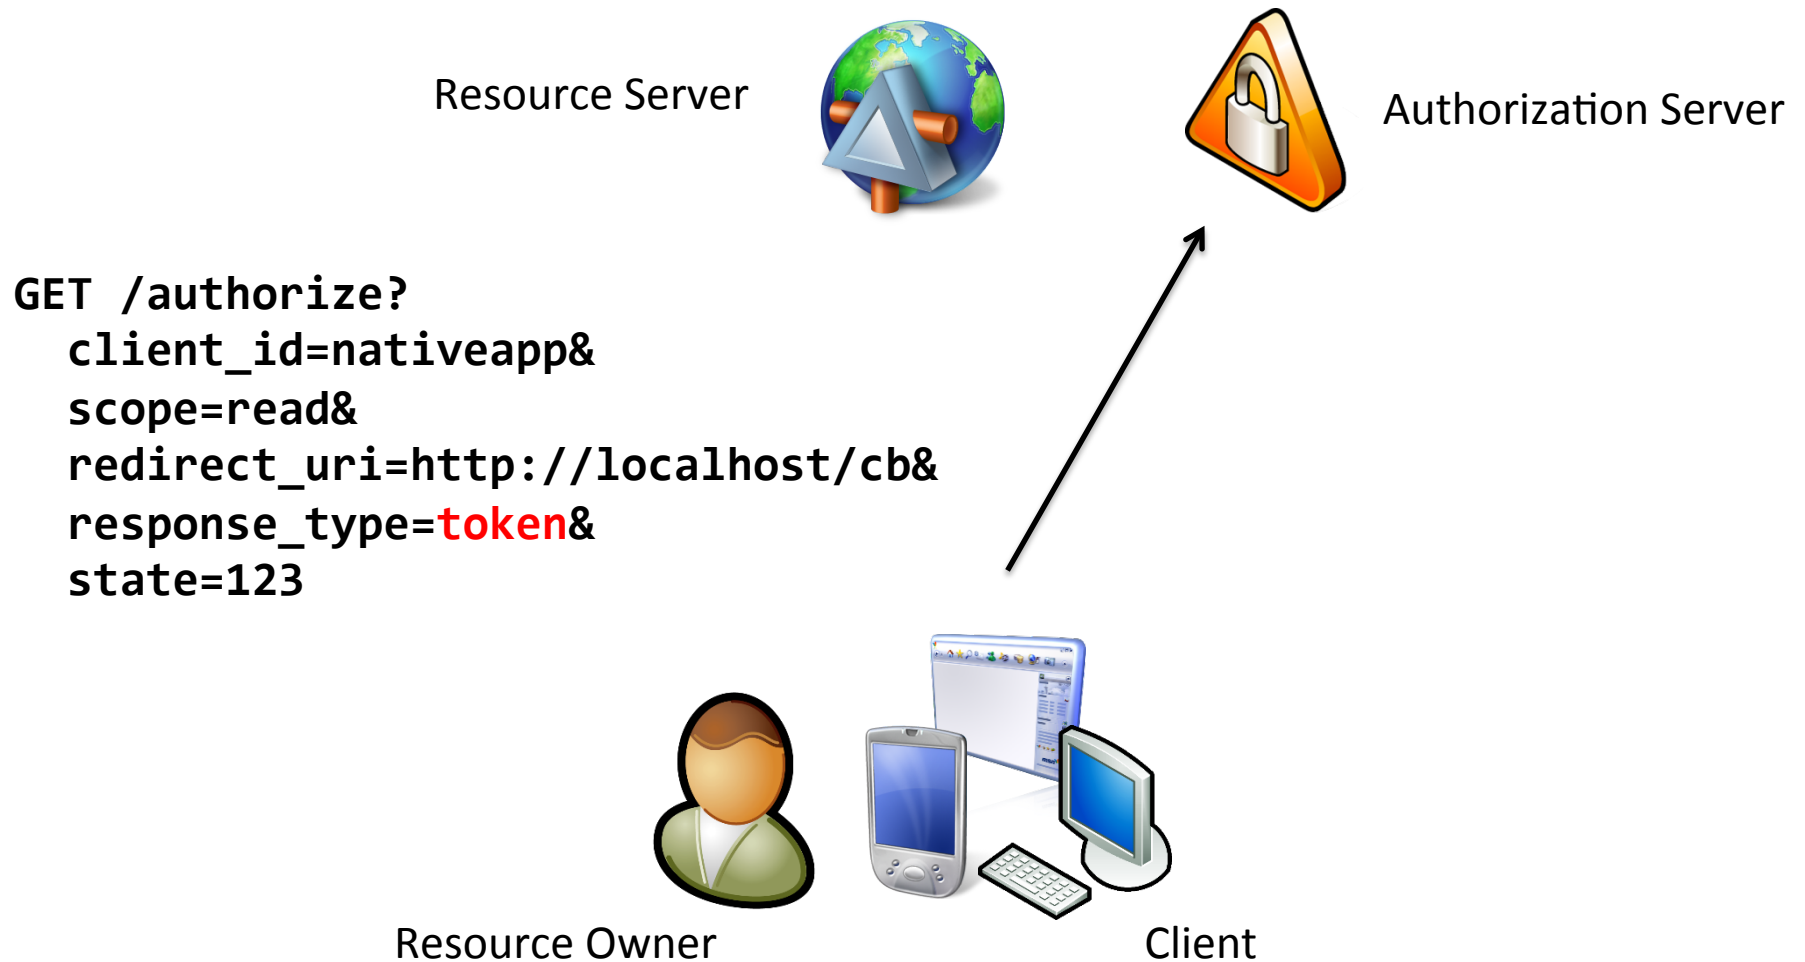 Resource Server
Authorization Server
GET /authorize?
client_id=nativeapp&
scope=read&
redirect_uri=http://localhost/cb&
response_type=token&
state=123
Resource Owner
Client